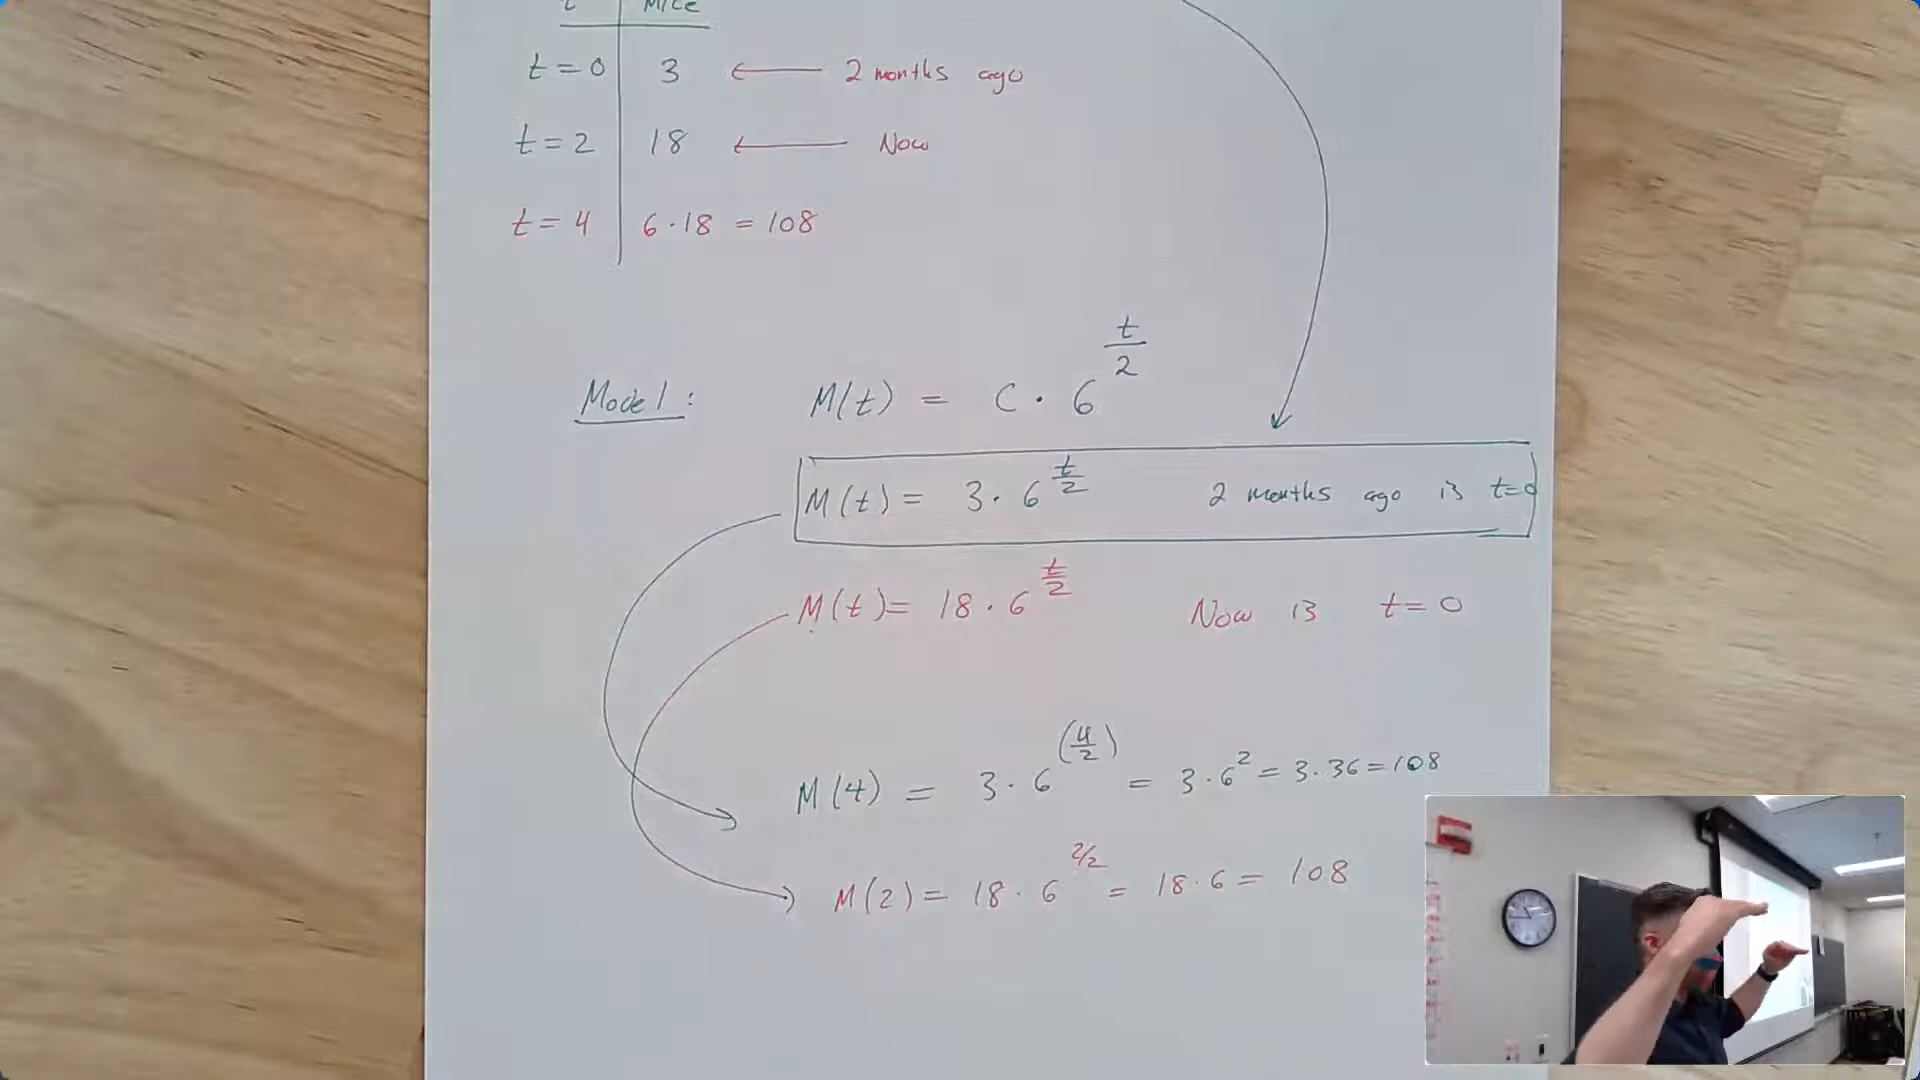 t Mice
t = 0 3 ← 2 months ago
t = 2 18 ← Now
t = 4 6 · 18 = 108
Model: M(t) = C · 6^(t/2)
M(t) = 3 · 6^(t/2) 2 months ago is t=0
M(t) = 18 · 6^(t/2) Now is t = 0
M(4) = 3 · 6^(4/2) = 3 · 6^2 = 3 · 36 = 108
M(2) = 18 · 6^(2/2) = 18 · 6 = 108